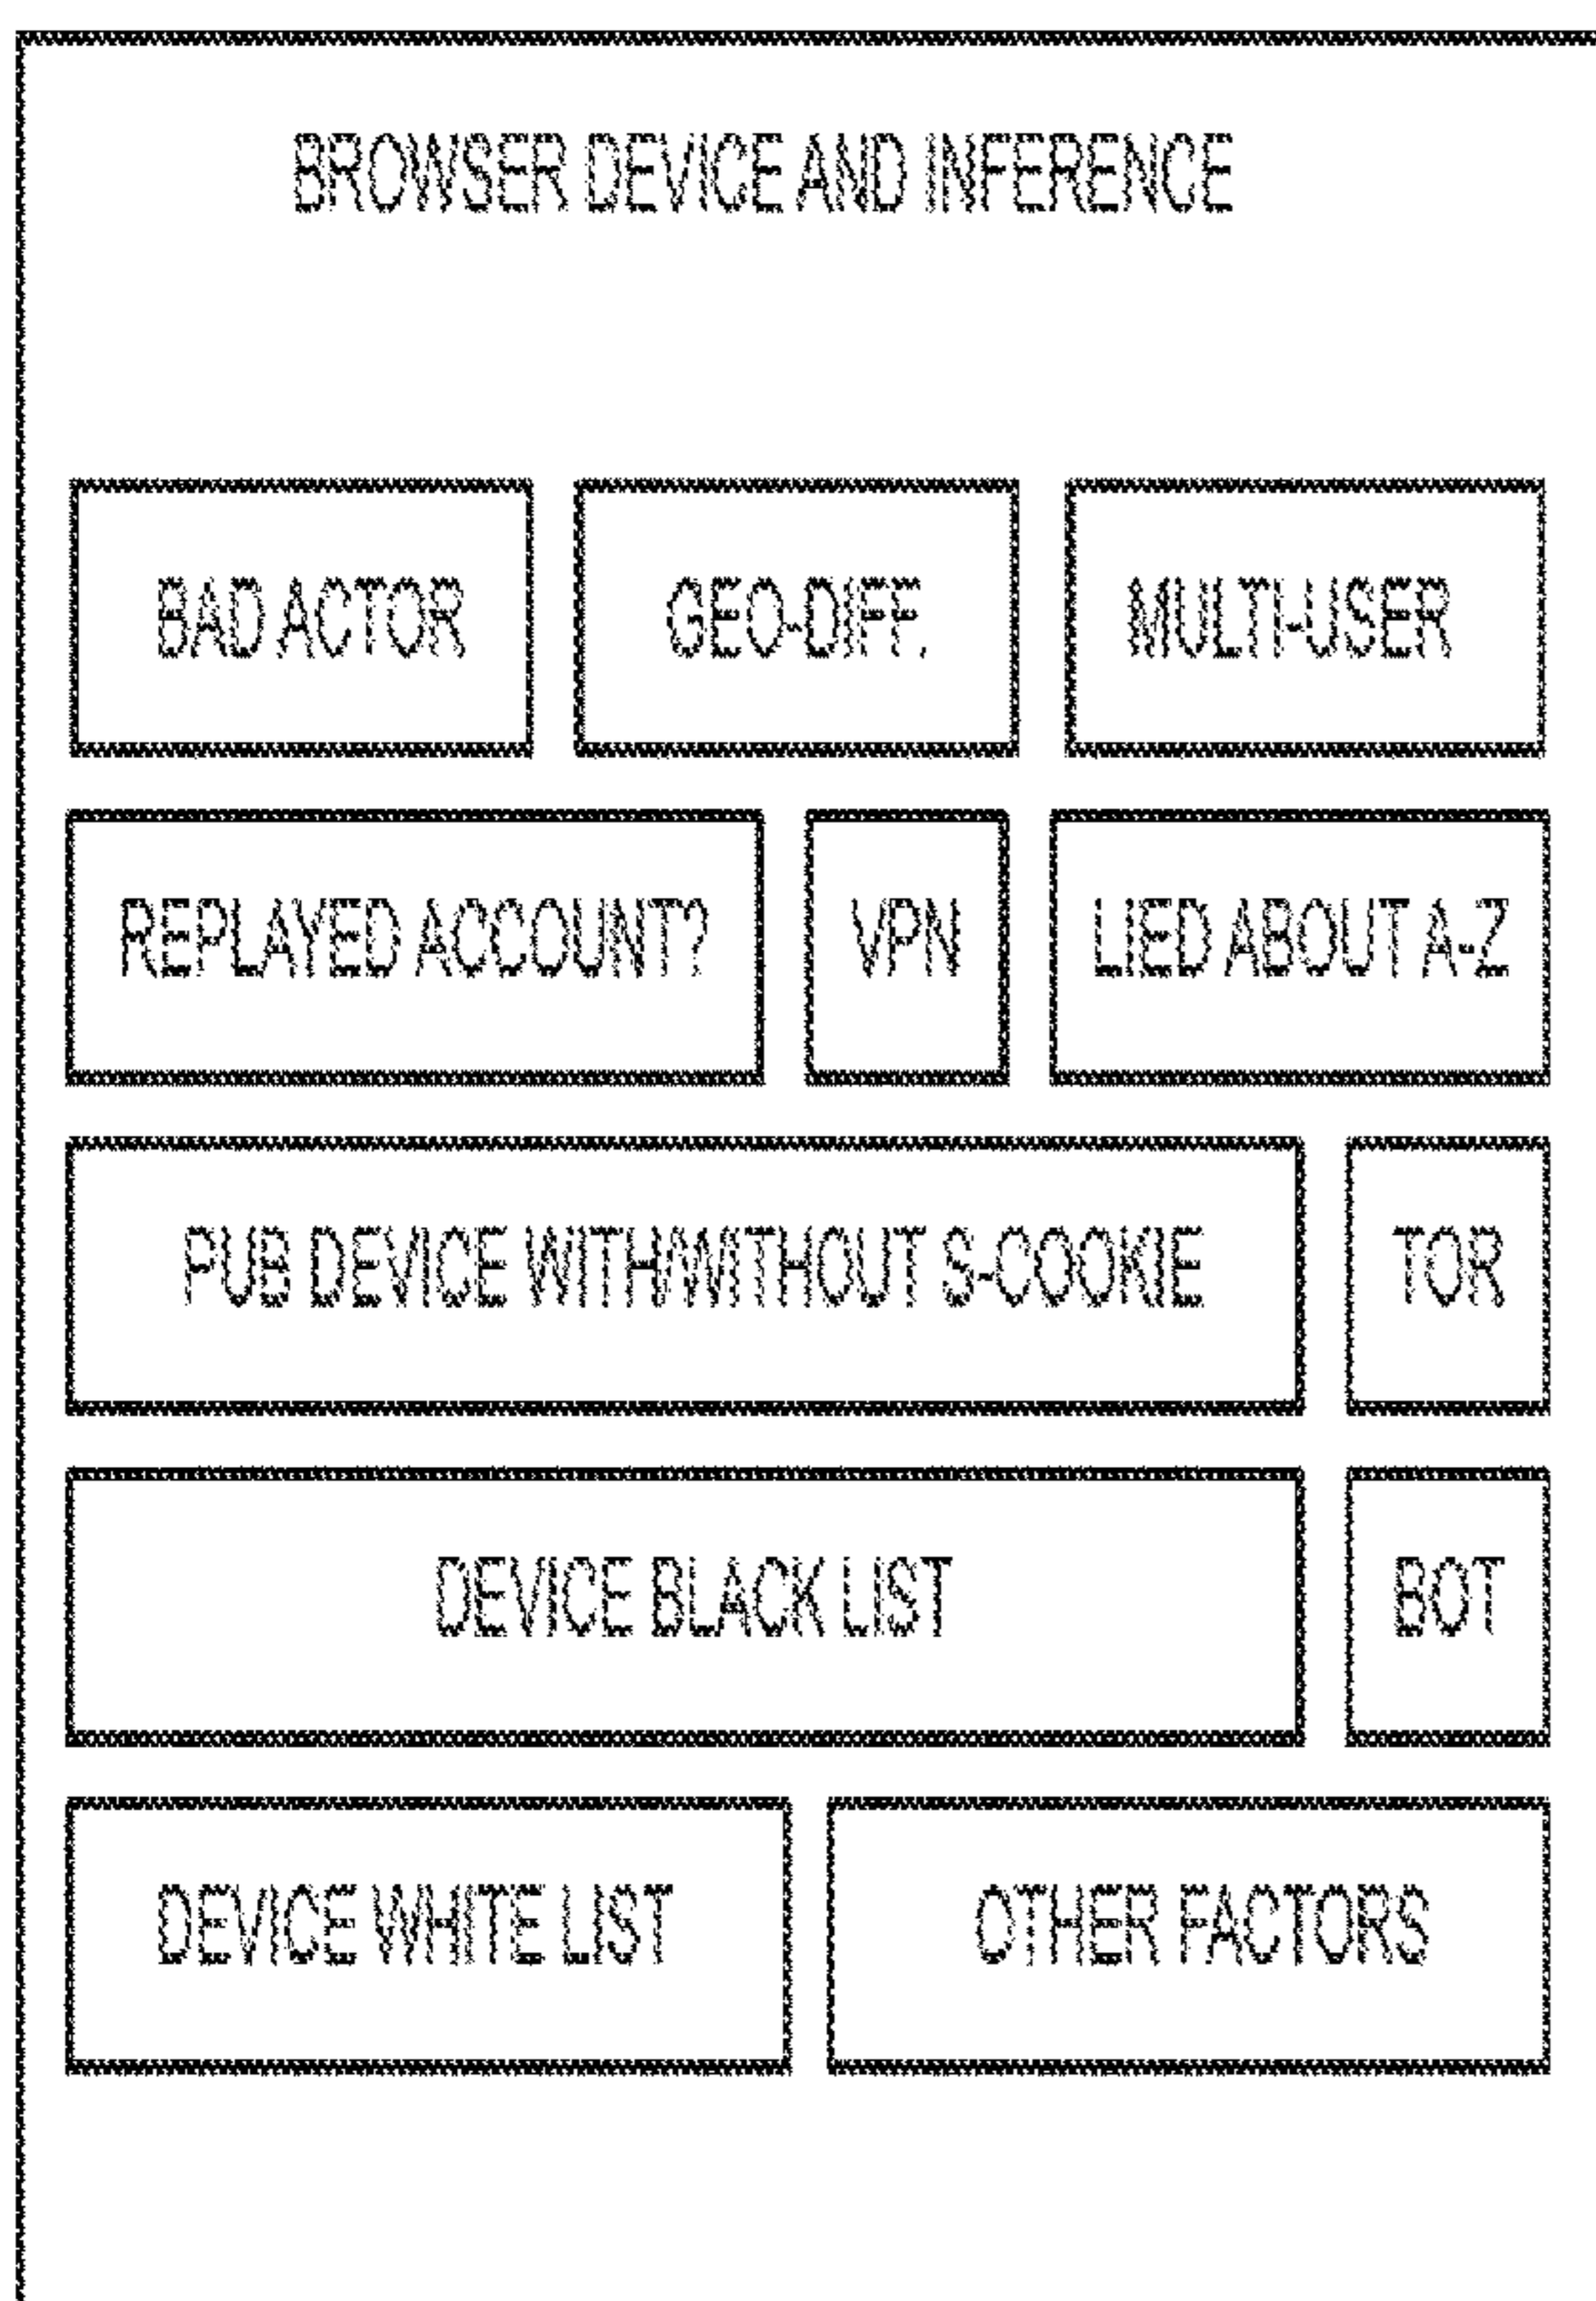 BROWSER DEVICE AND INFERENCE
BAD ACTOR
GEO-DIFF.
MULTI-USER
REPLAYED ACCOUNT?
VPN
LIED ABOUT A-Z
PUB DEVICE WITH/WITHOUT S-COOKIE
TOR
DEVICE BLACK LIST
BOT
DEVICE WHITE LIST
OTHER FACTORS